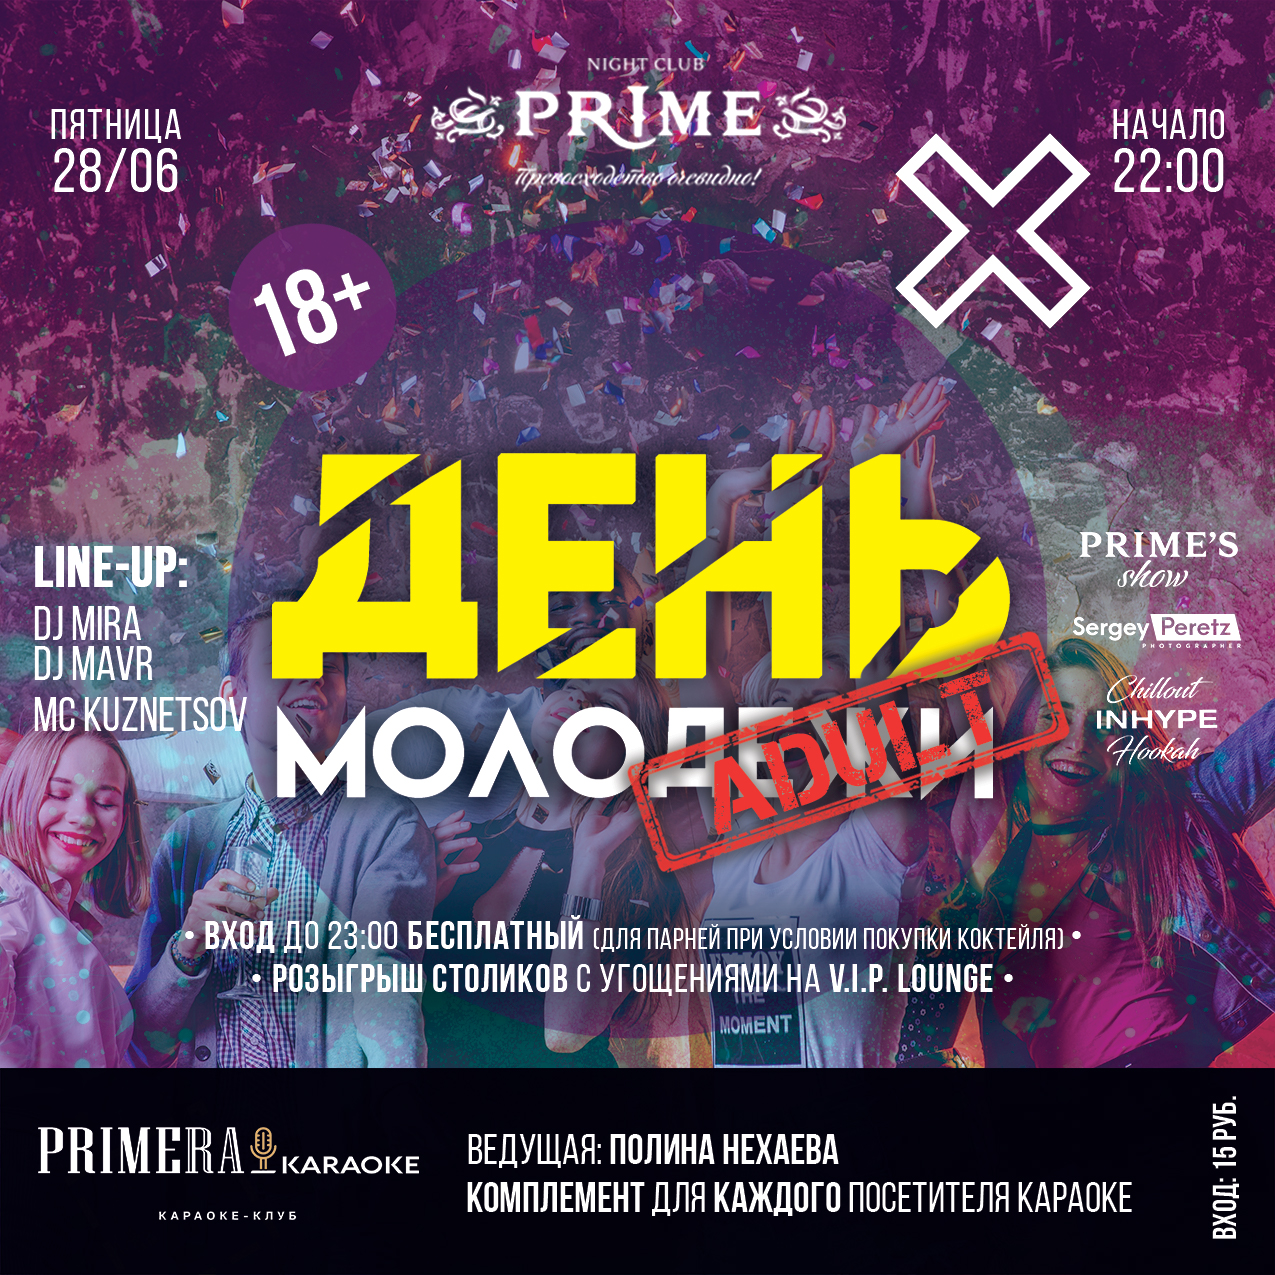 NIGHT CLUB
PRIME
Превосходство очевидно!
ПЯТНИЦА
28/06
НАЧАЛО
22:00
18+
ДЕНЬ
МОЛОДЕЖИ
ADULT
LINE-UP:
DJ MIRA
DJ MAVR
MC KUZNETSOV
PRIME'S
show
Sergey Peretz
PHOTOGRAPHER
Chillout
INHYPE
Hookah
• ВХОД ДО 23:00 БЕСПЛАТНЫЙ (ДЛЯ ПАРНЕЙ ПРИ УСЛОВИИ ПОКУПКИ КОКТЕЙЛЯ) •
• РОЗЫГРЫШ СТОЛИКОВ С УГОЩЕНИЯМИ НА V.I.P. LOUNGE •
THE
MOMENT
PRIMERA KARAOKE
КАРАОКЕ-КЛУБ
ВЕДУЩАЯ: ПОЛИНА НЕХАЕВА
КОМПЛЕМЕНТ ДЛЯ КАЖДОГО ПОСЕТИТЕЛЯ КАРАОКЕ
ВХОД: 15 РУБ.